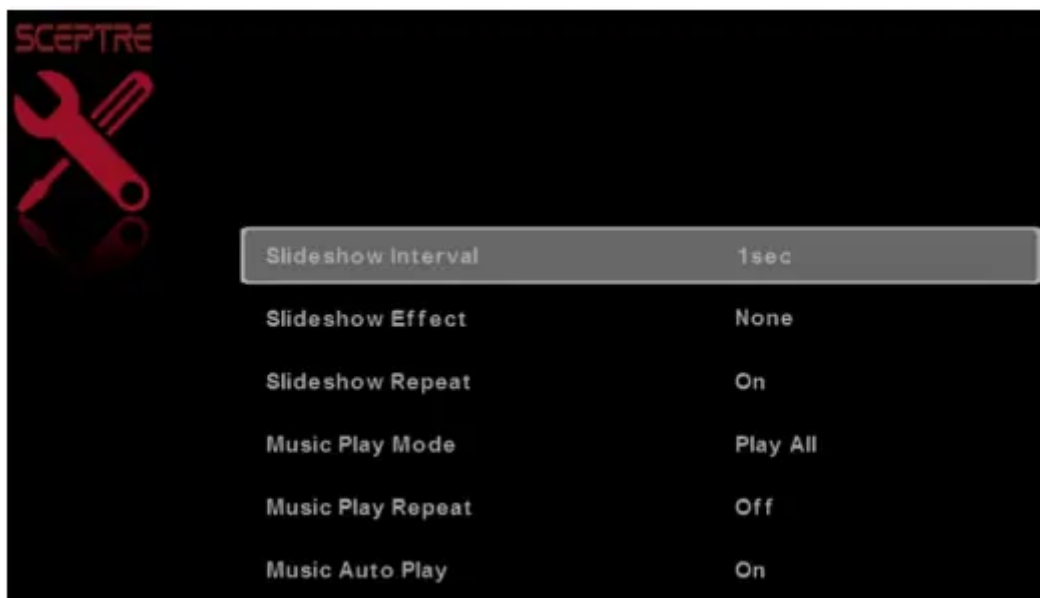 SCEPTRE
Slideshow Interval 1sec
Slideshow Effect None
Slideshow Repeat On
Music Play Mode Play All
Music Play Repeat Off
Music Auto Play On